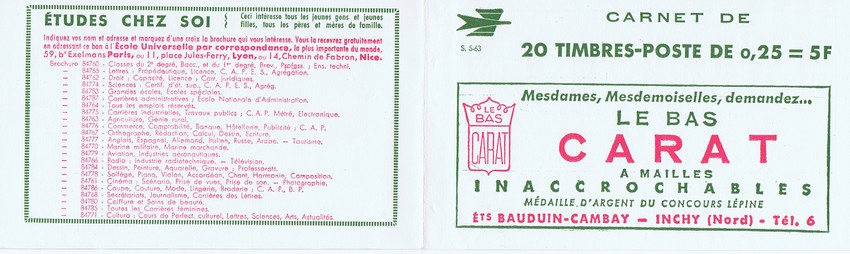 ÉTUDES CHEZ SOI
Ceci intéresse tous les jeunes gens et jeunes
filles, tous les pères et mères de famille.
Indiquez vos nom et adresse et marquez d'une croix la brochure qui vous intéresse. Vous la recevrez gratuitement
en adressant ce bon à l'École Universelle par correspondance, la plus importante du monde,
59, bd Exelmans Paris, ou 11, place Jules-Ferry, Lyon, ou 14, Chemin de Fabron, Nice.
Brochure 84760 - Classes du 2e degré, Bacc., et du 1er degré, Brev., Profess. : Ens. techn.
— 84765 - Lettres : Propédeutique, Licence, C. A. P. E. S., Agrégation.
— 84762 - Droit : Capacité, Licence ; Carr. juridiques.
— 84774 - Sciences : Certif. d'ét. sup., C. A. P. E. S., Agrég.
— 84783 - Grandes écoles, Écoles spéciales.
— 84787 - Carrières administratives : École Nationale d'Administration.
— 84764 - Tous les emplois réservés.
— 84775 - Carrières industrielles, Travaux publics ; C. A. P. Métré, Électronique,
— 84763 - Agriculture, Génie rural.
— 84776 - Commerce, Comptabilité, Banque, Hôtellerie, Publicité ; C. A. P.
— 84767 - Orthographe, Rédaction, Calcul, Dessin, Écriture.
— 84777 - Anglais, Espagnol, Allemand, Italien, Russe, Arabe. — Tourisme.
— 84770 - Marine militaire, Marine marchande.
— 84779 - Aviation, Industries aéronautiques.
— 84766 - Radio : Industrie radiotechnique. — Télévision.
— 84784 - Dessin, Peinture, Aquarelle, Gravure : Professorats.
— 84778 - Solfège, Piano, Violon, Accordéon, Chant, Harmonie, Composition.
— 84761 - Cinéma : Scénario, Prise de vues, Prise de son. — Photographie.
— 84786 - Coupe, Couture, Mode, Lingerie, Broderie ; C. A. P., B. P.
— 84768 - Secrétariats, Journalisme, Carrières des Lettres.
— 84780 - Coiffure et Soins de beauté.
— 84785 - Toutes les Carrières féminines.
— 84771 - Cultura : Cours de Perfect. culturel, Lettres, Sciences, Arts, Actualités.
S. 5-63
CARNET DE
20 TIMBRES-POSTE DE 0,25 = 5F
LE
BAS
CARAT
Mesdames, Mesdemoiselles, demandez...
LE BAS
CARAT
A MAILLES
INACCROCHABLES
MÉDAILLE D'ARGENT DU CONCOURS LÉPINE
Éts BAUDUIN-CAMBAY — INCHY (Nord) - Tél. 6